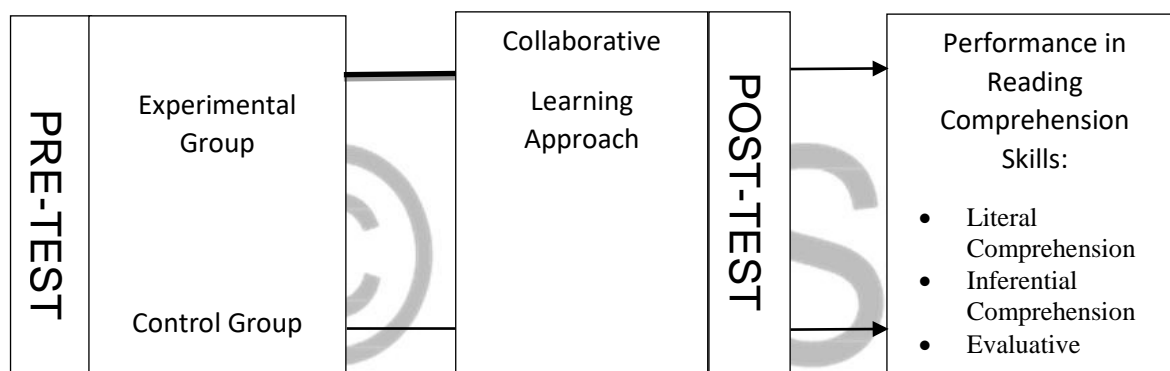 PRE-TEST
Experimental
Group
Control Group
Collaborative
Learning
Approach
POST-TEST
Performance in
Reading
Comprehension
Skills:
• Literal
Comprehension
• Inferential
Comprehension
• Evaluative